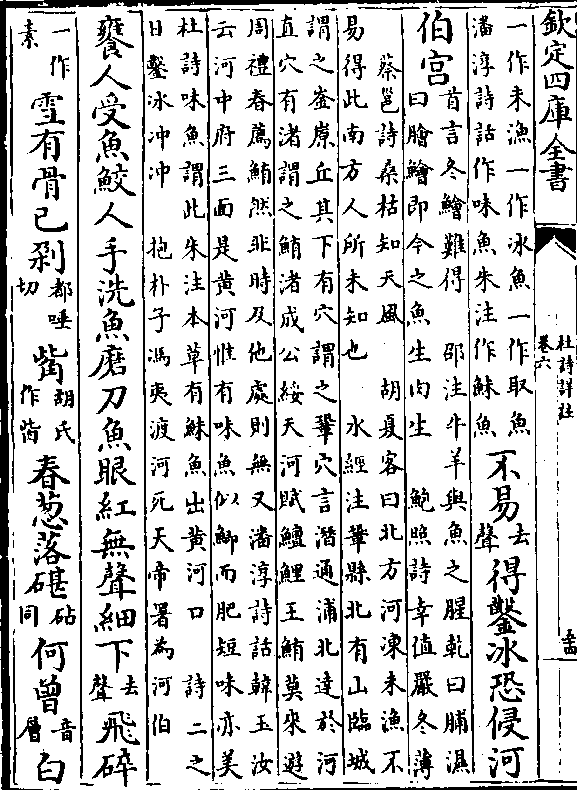 欽定四庫全書
杜詩詳註
卷六
一作未漁一作冰魚一作取魚
潘淳詩話作味魚朱注作鮇魚
不易去聲得鑿冰恐侵河
伯宮
首言冬鱠難得 邵注牛羊與魚之腥乾曰脯濕
曰膾鱠即今之魚生肉生 鮑照詩幸值嚴冬薄
蔡邕詩桑枯知天風 胡夏客曰北方河凍未漁不
易得此南方人所未知也 水經注鞏縣北有山臨城
謂之崟原丘其下有穴謂之鞏穴言潛通浦北達於河
直穴有渚謂之鮪渚成公綏天河賦鱣鯉王鮪莫來遊
周禮春薦鮪然非時及他處則無又潘淳詩話韓玉汝
云河中府三面是黃河惟有味魚似鯽而肥短味亦美
杜詩味魚謂此朱注本草有鮇魚出黃河口 詩二之
日鑿冰沖沖 抱朴子馮夷渡河死天帝署為河伯
饔人受魚鮫人手洗魚磨刀魚眼紅無聲細下去聲飛碎
一作素雪有骨已剁都唾切觜胡氏作春葱落碪砧同何曾音層白